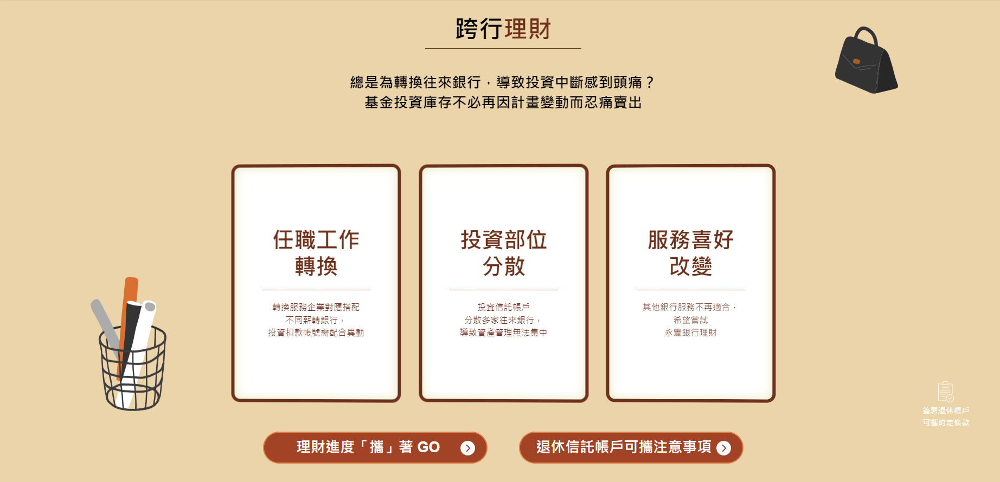 跨行理財
總是為轉換往來銀行，導致投資中斷感到頭痛？
基金投資庫存不必再因計畫變動而忍痛賣出
任職工作
轉換
轉換服務企業對應搭配
不同薪轉銀行，
投資扣款帳號需配合異動
投資部位
分散
投資信託帳戶
分散多家往來銀行，
導致資產管理無法集中
服務喜好
改變
其他銀行服務不再適合，
希望嘗試
永豐銀行理財
簽署退休帳戶
可攜約定條款
理財進度「攜」著 GO
退休信託帳戶可攜注意事項